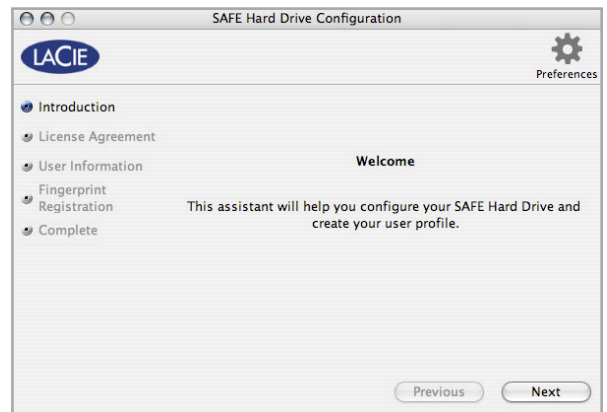 SAFE Hard Drive Configuration
LACIE
Preferences
Introduction
License Agreement
User Information
Fingerprint
Registration
Complete
Welcome
This assistant will help you configure your SAFE Hard Drive and
create your user profile.
Previous
Next